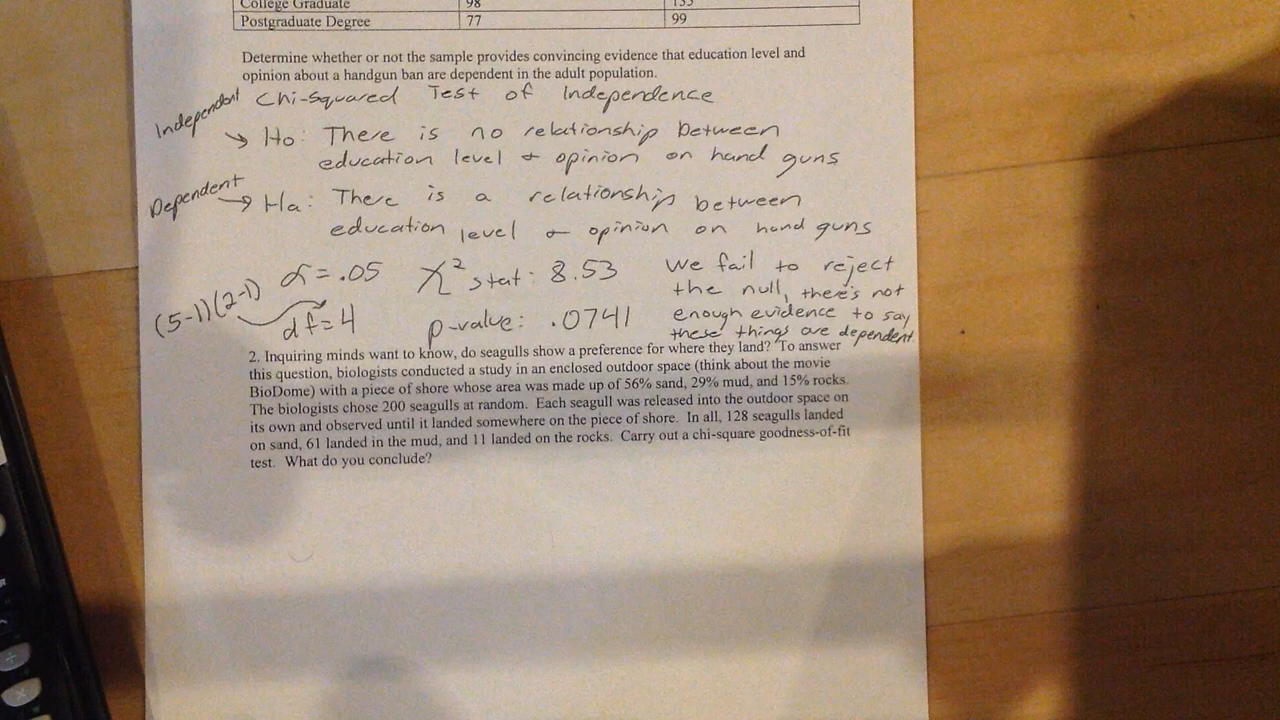 College Graduate 98 135
Postgraduate Degree 77 99
Determine whether or not the sample provides convincing evidence that education level and
opinion about a handgun ban are dependent in the adult population.
Independent Chi-squared Test of Independence
Ho: There is no relationship between
education level + opinion on hand guns
Dependent Ha: There is a relationship between
education level + opinion on hand guns
(5-1)(2-1) α = .05 χ² stat: 8.53
df = 4 p-value: .0741
We fail to reject
the null, there's not
enough evidence to say
these things are dependent.
2. Inquiring minds want to know, do seagulls show a preference for where they land? To answer
this question, biologists conducted a study in an enclosed outdoor space (think about the movie
BioDome) with a piece of shore whose area was made up of 56% sand, 29% mud, and 15% rocks.
The biologists chose 200 seagulls at random. Each seagull was released into the outdoor space on
its own and observed until it landed somewhere on the piece of shore. In all, 128 seagulls landed
on sand, 61 landed in the mud, and 11 landed on the rocks. Carry out a chi-square goodness-of-fit
test. What do you conclude?